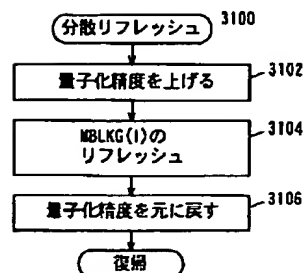 分散リフレッシュ 3100
量子化精度を上げる 3102
MBLKG(I)の 3104
リフレッシュ
量子化精度を元に戻す 3106
復帰